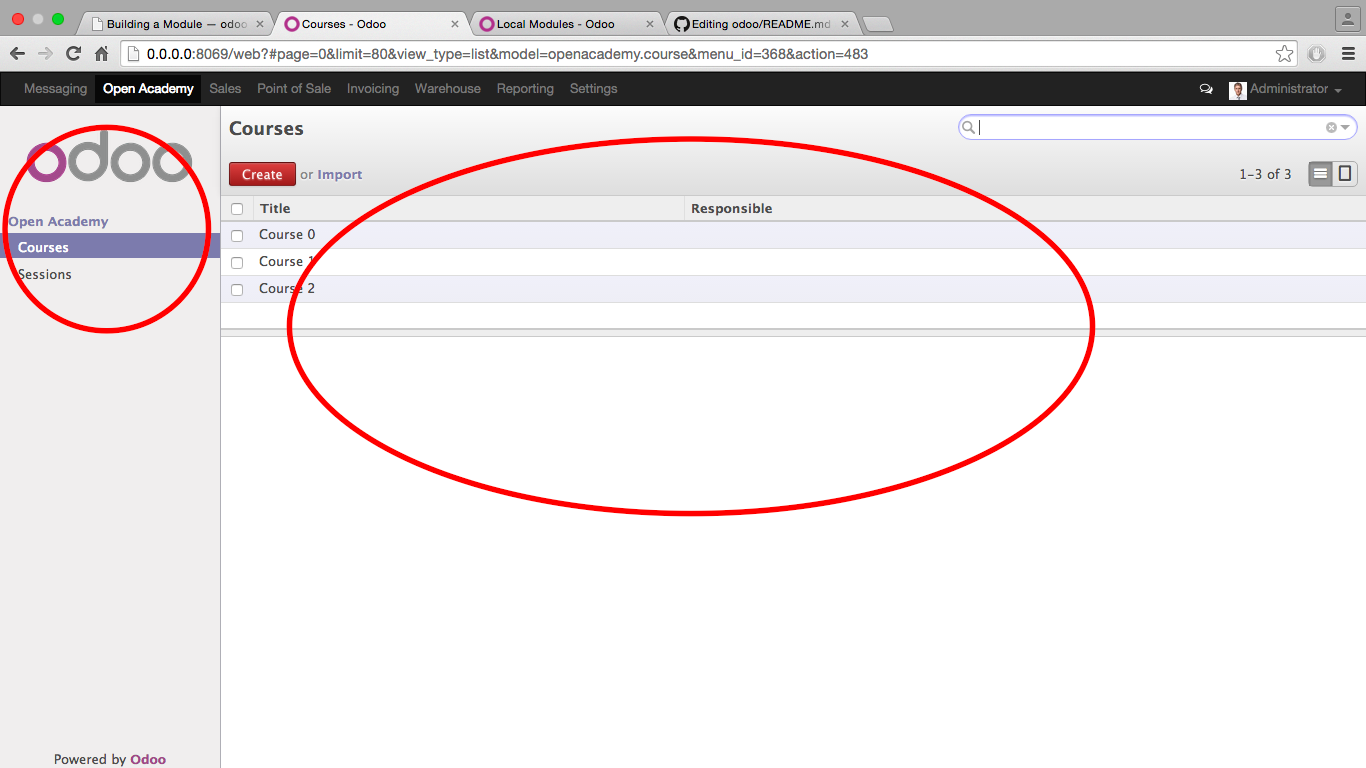 Building a Module — odoo
Courses - Odoo
Local Modules - Odoo
Editing odoo/README.md
0.0.0.0:8069/web?#page=0&limit=80&view_type=list&model=openacademy.course&menu_id=368&action=483
Messaging Open Academy Sales Point of Sale Invoicing Warehouse Reporting Settings Administrator
odoo
Open Academy
Courses
Sessions
Powered by Odoo
Courses
Create or Import
1-3 of 3
Title Responsible
Course 0
Course 1
Course 2